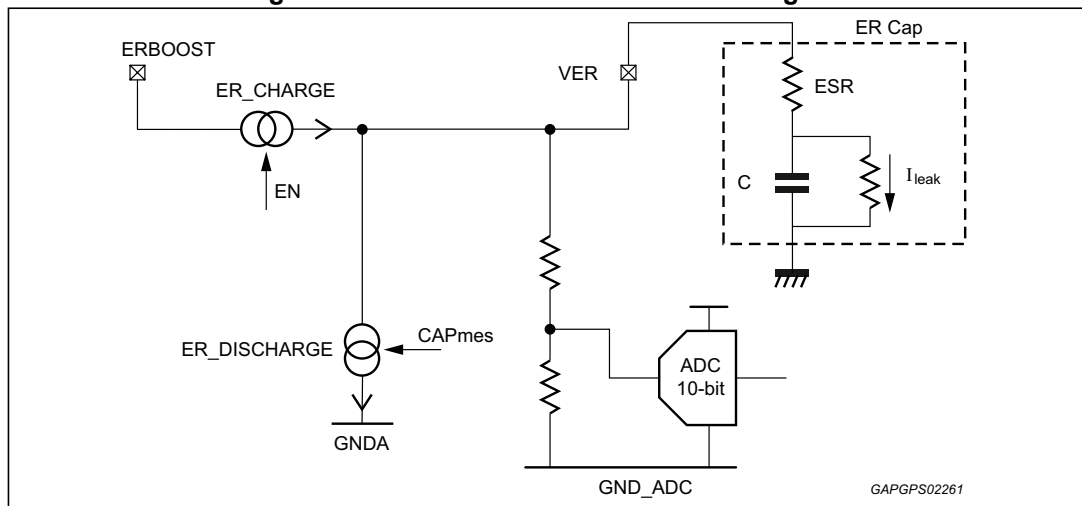 ERBOOST
VER
ER Cap
ER_CHARGE
ESR
EN
C
Ileak
ER_DISCHARGE
CAPmes
ADC
10-bit
GNDA
GND_ADC
GAPGPS02261